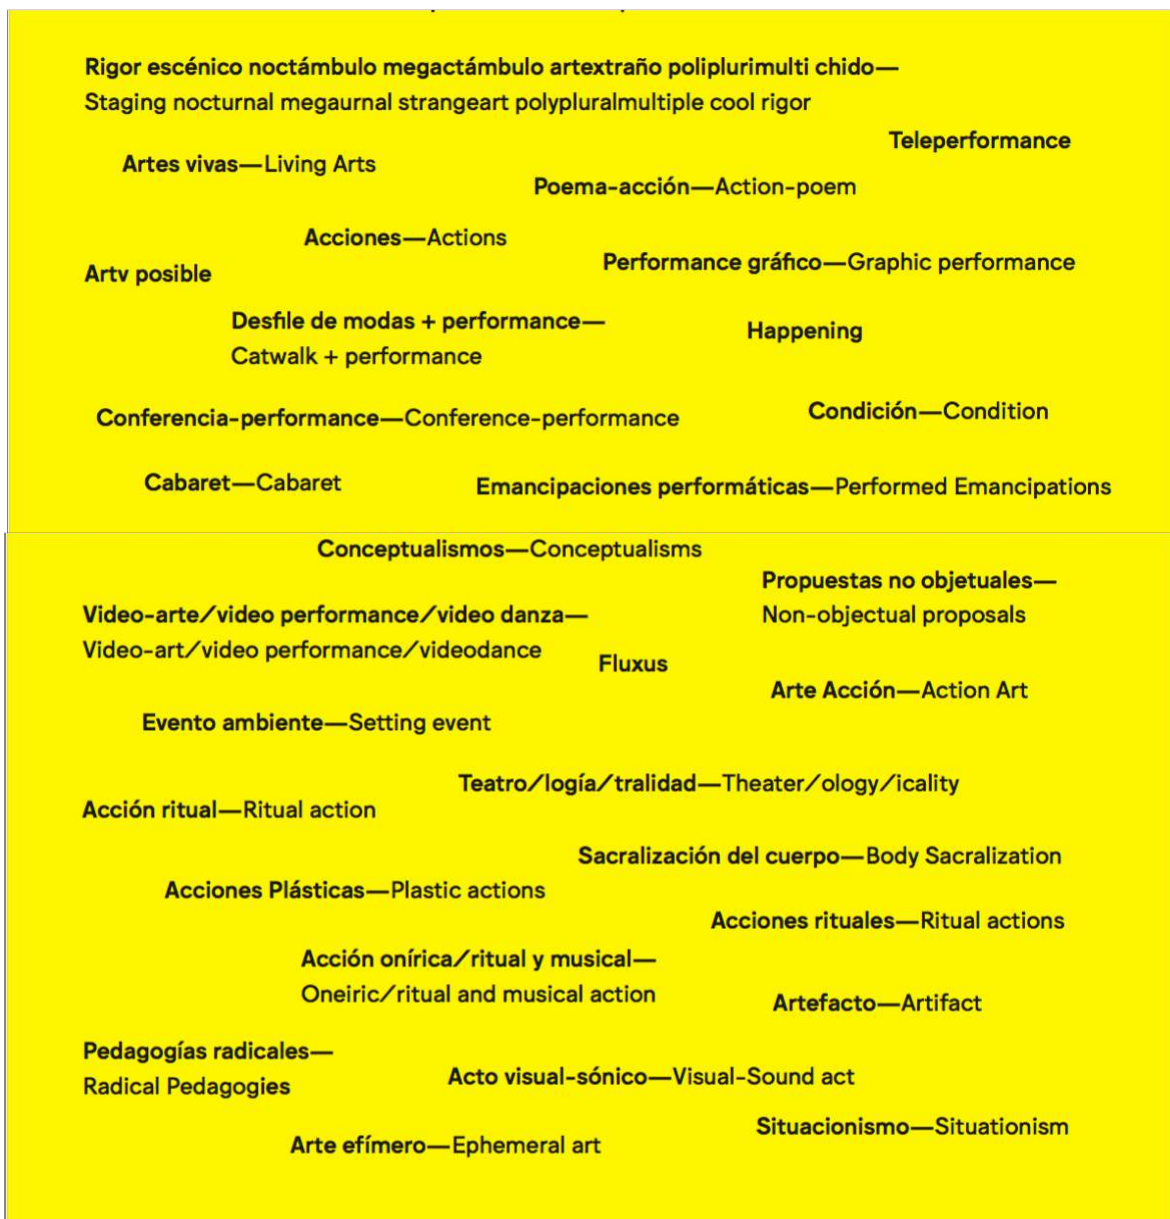 Rigor escénico noctámbulo megactámbulo artextraño poliplurimulti chido—
Staging nocturnal megaurnal strangeart polypluralmultiple cool rigor
Teleperformance
Artes vivas—Living Arts
Poema-acción—Action-poem
Acciones—Actions
Performance gráfico—Graphic performance
Artv posible
Desfile de modas + performance—
Catwalk + performance
Happening
Conferencia-performance—Conference-performance
Condición—Condition
Cabaret—Cabaret
Emancipaciones performáticas—Performed Emancipations
Conceptualismos—Conceptualisms
Propuestas no objetuales—
Non-objectual proposals
Video-arte/video performance/video danza—
Video-art/video performance/videodance
Fluxus
Arte Acción—Action Art
Evento ambiente—Setting event
Teatro/logía/tralidad—Theater/ology/icality
Acción ritual—Ritual action
Sacralización del cuerpo—Body Sacralization
Acciones Plásticas—Plastic actions
Acciones rituales—Ritual actions
Acción onírica/ritual y musical—
Oneiric/ritual and musical action
Artefacto—Artifact
Pedagogías radicales—
Radical Pedagogies
Acto visual-sónico—Visual-Sound act
Situacionismo—Situationism
Arte efímero—Ephemeral art